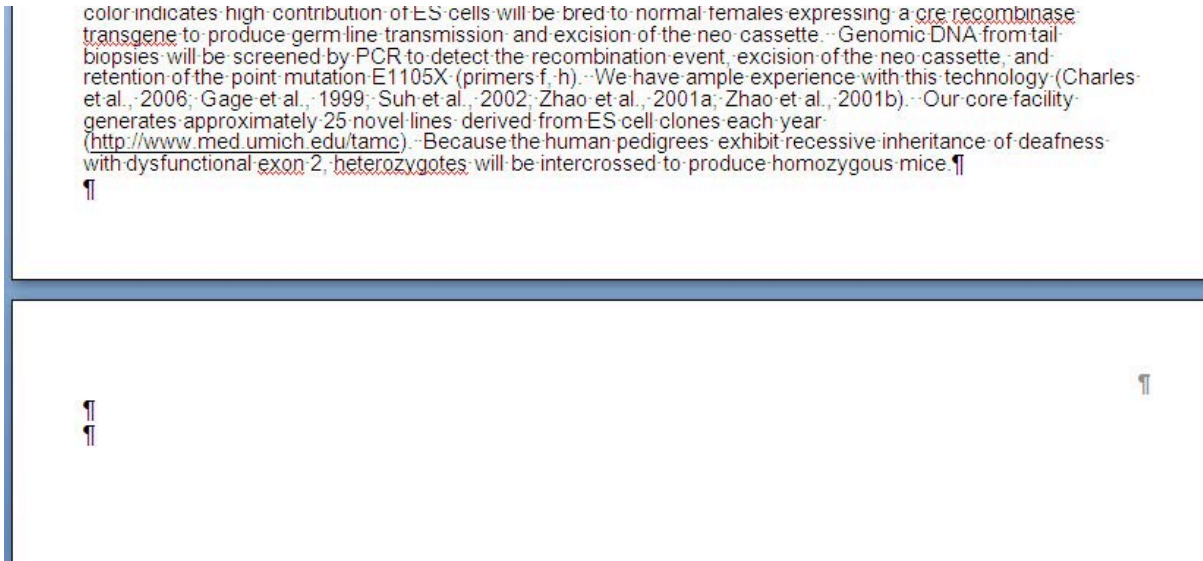 color indicates high contribution of ES cells will be bred to normal females expressing a cre recombinase
transgene to produce germ line transmission and excision of the neo cassette.  Genomic DNA from tail
biopsies will be screened by PCR to detect the recombination event, excision of the neo cassette, and
retention of the point mutation E1105X (primers f, h).  We have ample experience with this technology (Charles
et al., 2006; Gage et al., 1999; Suh et al., 2002; Zhao et al., 2001a; Zhao et al., 2001b).  Our core facility
generates approximately 25 novel lines derived from ES cell clones each year
(http://www.med.umich.edu/tamc).  Because the human pedigrees exhibit recessive inheritance of deafness
with dysfunctional exon 2, heterozygotes will be intercrossed to produce homozygous mice.¶
¶
¶
¶
¶